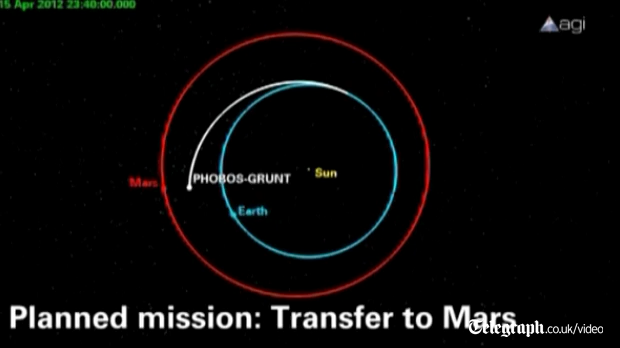 15 Apr 2012 23:40:00.000
agi
PHOBOS-GRUNT
Sun
Mars
Earth
Planned mission: Transfer to Mars
Telegraph.co.uk/video